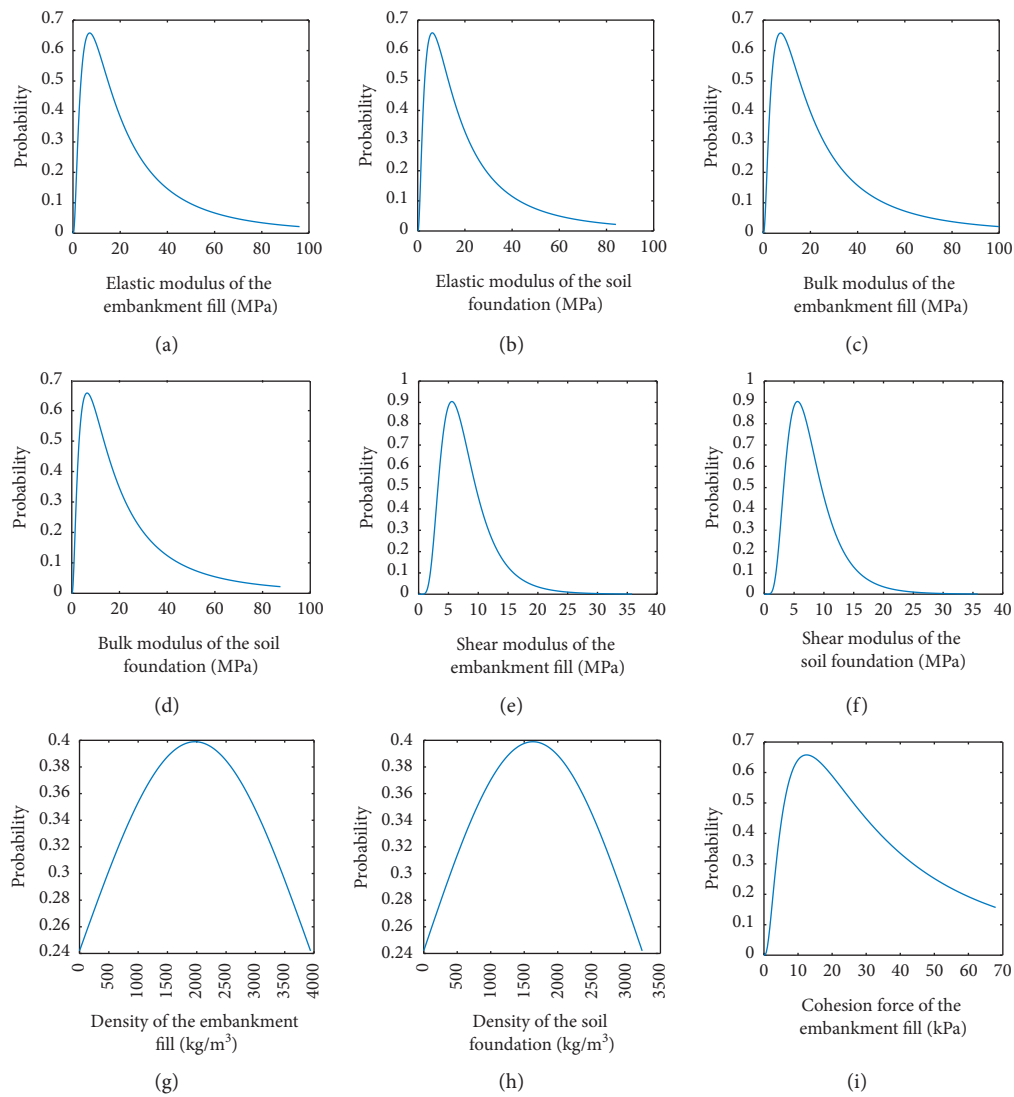 0.7
0.6
0.5
0.4
0.3
0.2
0.1
0
Probability
0 20 40 60 80 100
Elastic modulus of the
embankment fill (MPa)
(a)
0.7
0.6
0.5
0.4
0.3
0.2
0.1
0
Probability
0 20 40 60 80 100
Elastic modulus of the soil
foundation (MPa)
(b)
0.7
0.6
0.5
0.4
0.3
0.2
0.1
0
Probability
0 20 40 60 80 100
Bulk modulus of the
embankment fill (MPa)
(c)
0.7
0.6
0.5
0.4
0.3
0.2
0.1
0
Probability
0 20 40 60 80 100
Bulk modulus of the soil
foundation (MPa)
(d)
1
0.9
0.8
0.7
0.6
0.5
0.4
0.3
0.2
0.1
0
Probability
0 5 10 15 20 25 30 35 40
Shear modulus of the
embankment fill (MPa)
(e)
1
0.9
0.8
0.7
0.6
0.5
0.4
0.3
0.2
0.1
0
Probability
0 5 10 15 20 25 30 35 40
Shear modulus of the
soil foundation (MPa)
(f)
0.4
0.38
0.36
0.34
0.32
0.3
0.28
0.26
0.24
Probability
0 500 1000 1500 2000 2500 3000 3500 4000
Density of the embankment
fill (kg/m³)
(g)
0.4
0.38
0.36
0.34
0.32
0.3
0.28
0.26
0.24
Probability
0 500 1000 1500 2000 2500 3000 3500
Density of the soil
foundation (kg/m³)
(h)
0.7
0.6
0.5
0.4
0.3
0.2
0.1
0
Probability
0 10 20 30 40 50 60 70
Cohesion force of the
embankment fill (kPa)
(i)